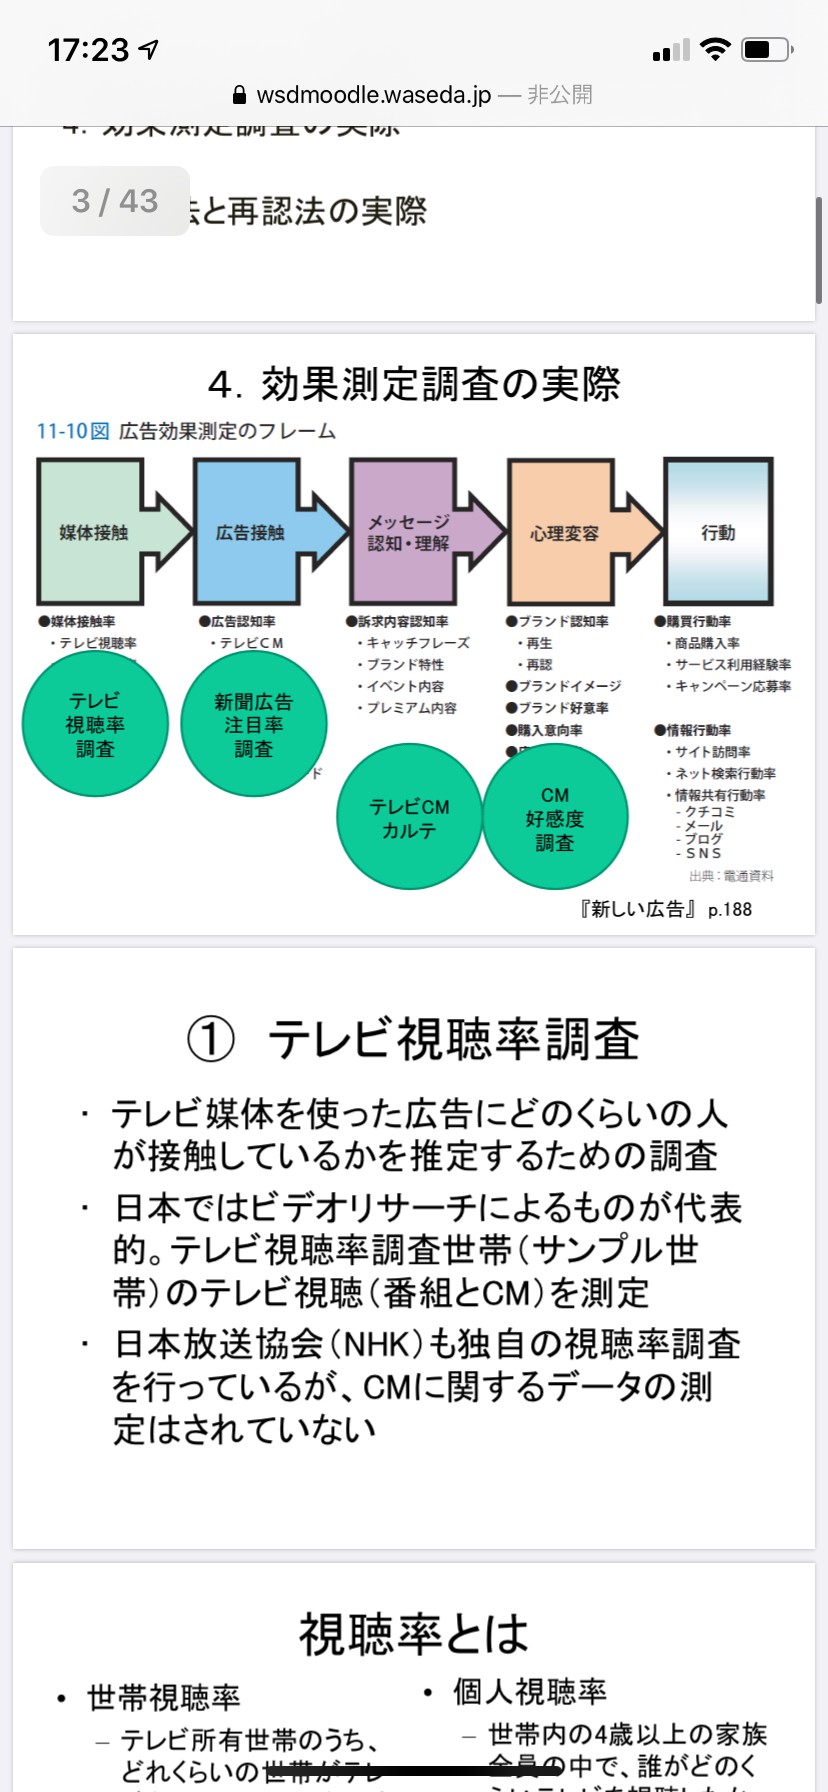 17:23
wsdmoodle.waseda.jp — 非公開
4. 効果測定調査の実際
3 / 43
法と再認法の実際
4. 効果測定調査の実際
11-10図 広告効果測定のフレーム
媒体接触
広告接触
メッセージ
認知・理解
心理変容
行動
●媒体接触率
・テレビ視聴率
テレビ
視聴率
調査
●広告認知率
・テレビCM
新聞広告
注目率
調査
ド
●訴求内容認知率
・キャッチフレーズ
・ブランド特性
・イベント内容
・プレミアム内容
テレビCM
カルテ
●ブランド認知率
・再生
・再認
●ブランドイメージ
●ブランド好意率
●購入意向率
CM
好感度
調査
●購買行動率
・商品購入率
・サービス利用経験率
・キャンペーン応募率
●情報行動率
・サイト訪問率
・ネット検索行動率
・情報共有行動率
- クチコミ
- メール
- ブログ
- SNS
出典：電通資料
『新しい広告』 p.188
① テレビ視聴率調査
・ テレビ媒体を使った広告にどのくらいの人
が接触しているかを推定するための調査
・ 日本ではビデオリサーチによるものが代表
的。テレビ視聴率調査世帯（サンプル世
帯）のテレビ視聴（番組とCM）を測定
・ 日本放送協会（NHK）も独自の視聴率調査
を行っているが、CMに関するデータの測
定はされていない
視聴率とは
• 世帯視聴率
– テレビ所有世帯のうち、
どれくらいの世帯がテレ
• 個人視聴率
– 世帯内の4歳以上の家族
全員の中で、誰がどのく